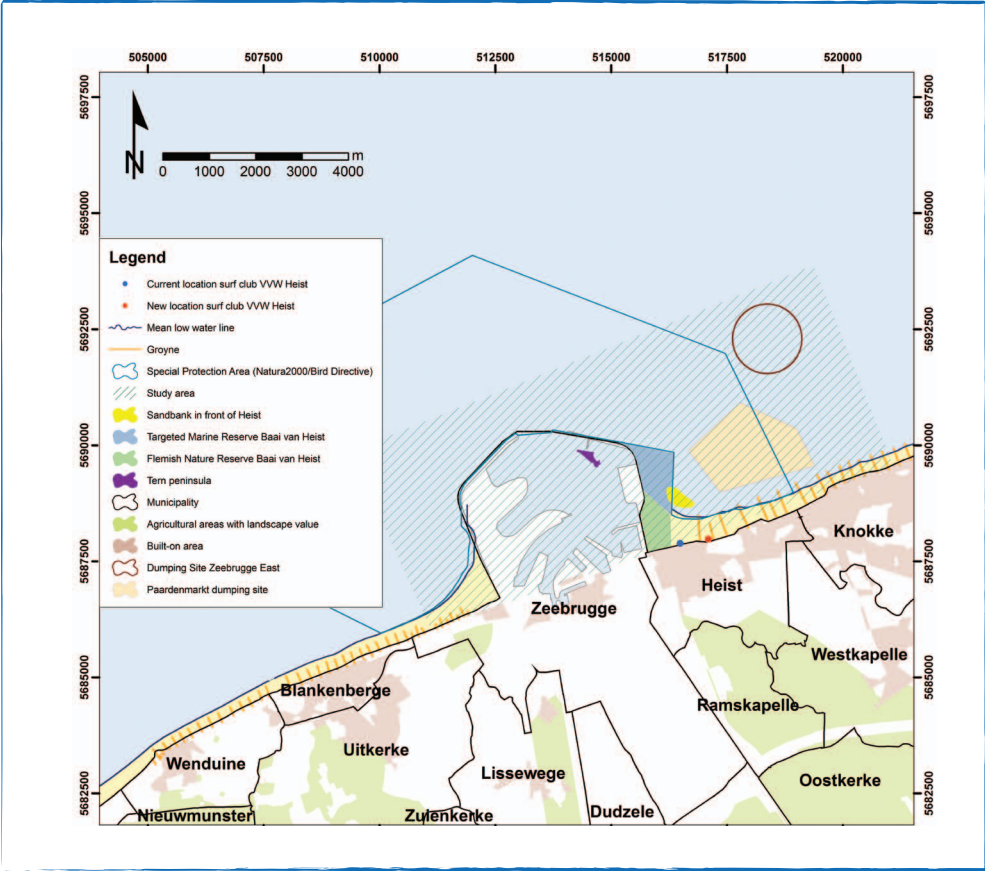 505000 507500 510000 512500 515000 517500 520000
5697500 5697500
N
0 1000 2000 3000 4000 m
5695000 5695000
Legend
Current location surf club VVW Heist
New location surf club VVW Heist
Mean low water line
Groyne
Special Protection Area (Natura2000/Bird Directive)
Study area
Sandbank in front of Heist
Targeted Marine Reserve Baai van Heist
Flemish Nature Reserve Baai van Heist
Tern peninsula
Municipality
Agricultural areas with landscape value
Built-on area
Dumping Site Zeebrugge East
Paardenmarkt dumping site
5692500
5690000
5687500
Knokke
Heist
Zeebrugge
Westkapelle
5685000 5685000
Blankenberge
Ramskapelle
Uitkerke
Wenduine
Lissewege
Oostkerke
5682500 5682500
Nieuwmunster
Zuienkerke
Dudzele